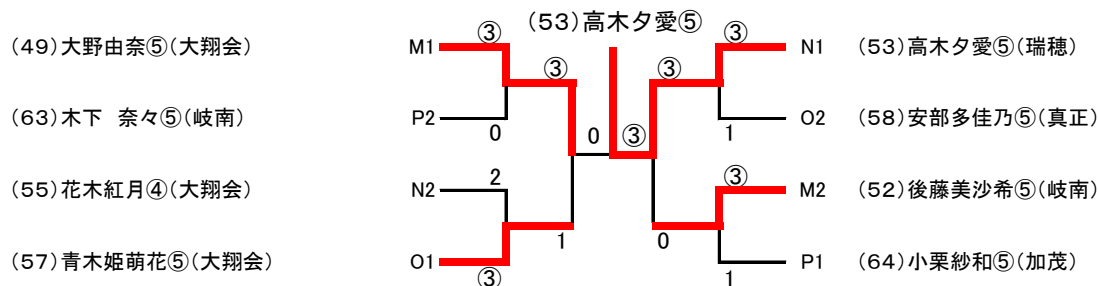 (53)高木夕愛⑤
(49)大野由奈⑤(大翔会) M1 ③ ③ N1 (53)高木夕愛⑤(瑞穂)
③ ③
(63)木下 奈々⑤(岐南) P2 0 1 O2 (58)安部多佳乃⑤(真正)
0 ③
(55)花木紅月④(大翔会) N2 2 ③ M2 (52)後藤美沙希⑤(岐南)
1 0
(57)青木姫萌花⑤(大翔会) O1 ③ 1 P1 (64)小栗紗和⑤(加茂)